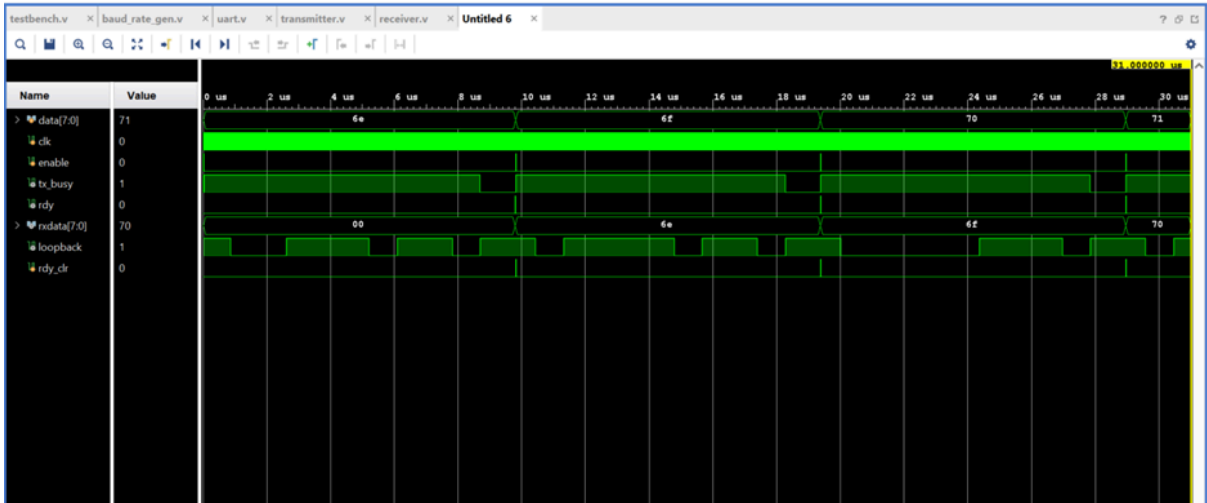 testbench.v × baud_rate_gen.v × uart.v × transmitter.v × receiver.v × Untitled 6 ×
31.000000 us
Name Value 0 us 2 us 4 us 6 us 8 us 10 us 12 us 14 us 16 us 18 us 20 us 22 us 24 us 26 us 28 us 30 us
data[7:0] 71 6e 6f 70 71
clk 0
enable 0
tx_busy 1
rdy 0
rxdata[7:0] 70 00 6e 6f 70
loopback 1
rdy_clr 0